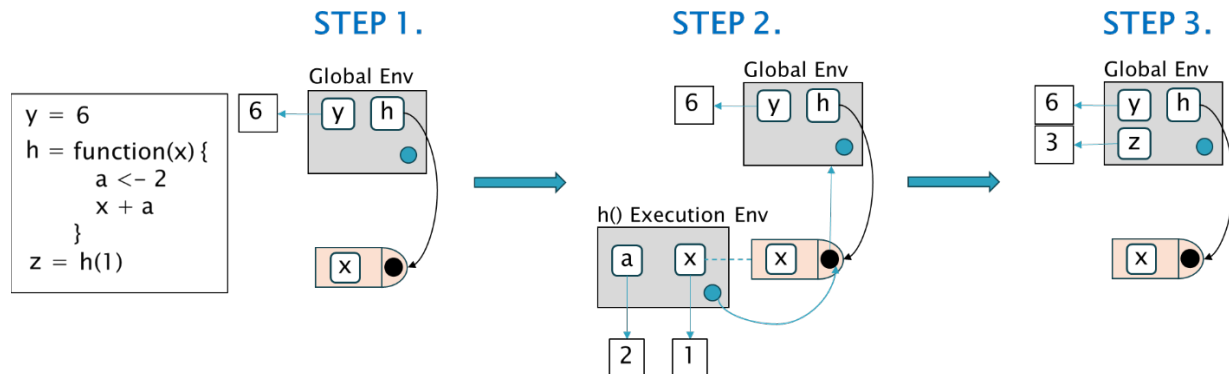 STEP 1.
STEP 2.
STEP 3.
y = 6
h = function(x) {
a <- 2
x + a
}
z = h(1)
Global Env
6
y
h
x
Global Env
6
y
h
h() Execution Env
a
x
x
2
1
Global Env
6
y
h
3
z
x